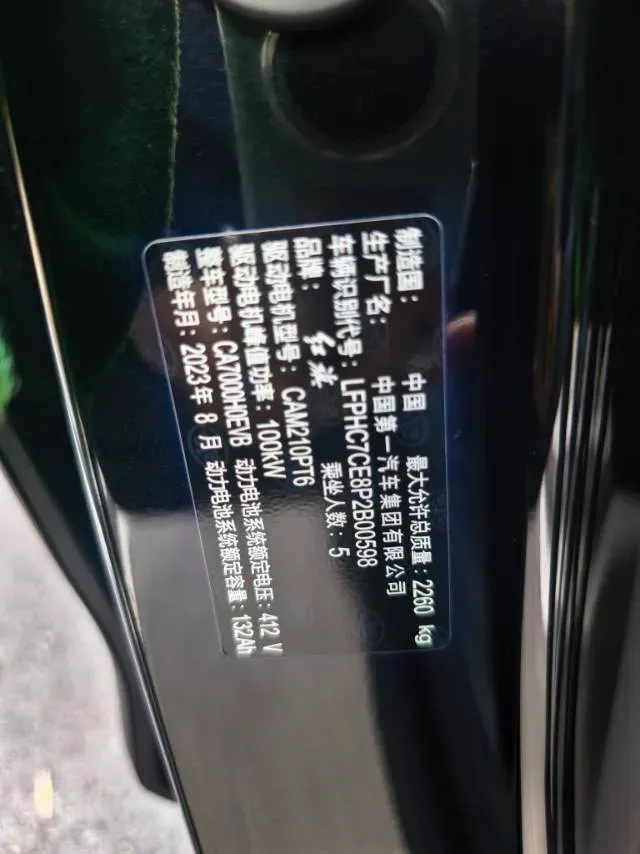 制造国：中国 最大允许总质量：2260 kg
生产厂名：中国第一汽车集团有限公司
车辆识别代号：LFPHC7CE8P2B00598
品牌：红旗 乘坐人数：5
驱动电机型号：CAM210PT6
驱动电机峰值功率：100KW
整车型号：CA7000H0EVB 动力电池系统额定电压：412 V
制造年月：2023年 8 月 动力电池系统额定容量：132Ah